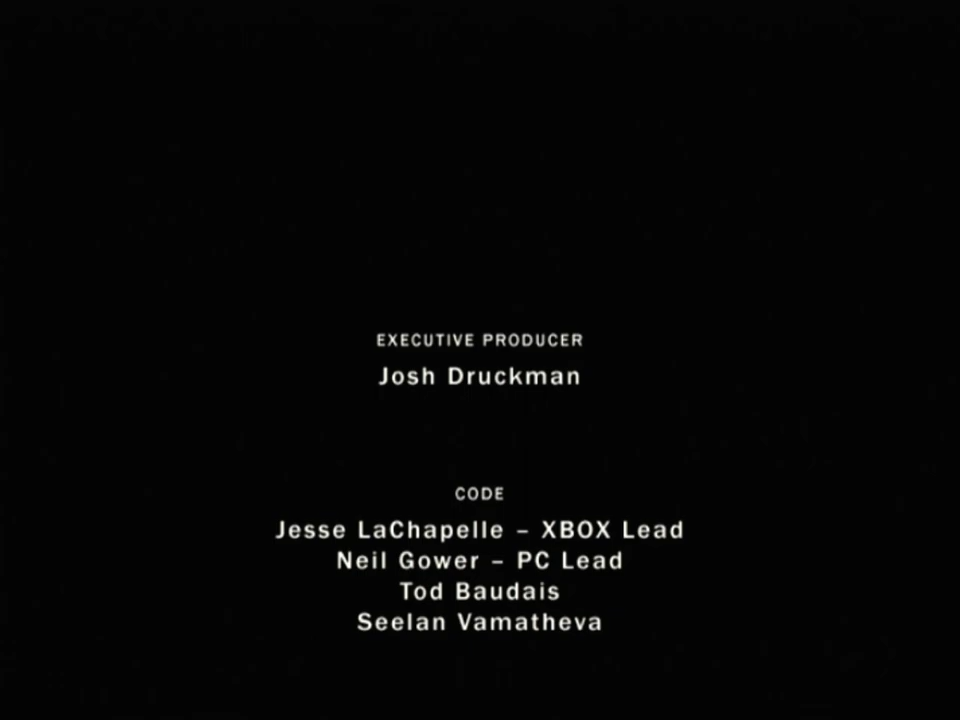 EXECUTIVE PRODUCER
Josh Druckman
CODE
Jesse LaChapelle – XBOX Lead
Neil Gower – PC Lead
Tod Baudais
Seelan Vamatheva